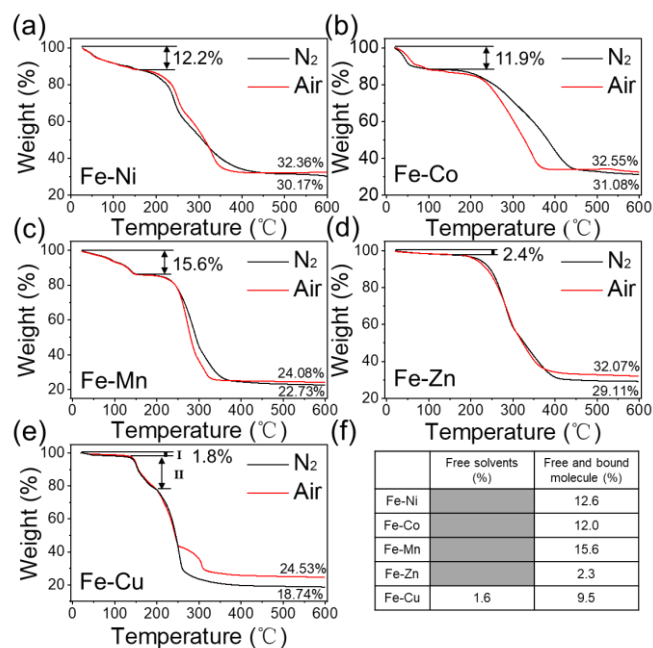 (a)
100
80
60
40
20
Weight (%)
12.2%
N2
Air
Fe-Ni
32.36%
30.17%
0 100 200 300 400 500 600
Temperature (℃)
(b)
100
80
60
40
20
Weight (%)
11.9%
N2
Air
Fe-Co
32.55%
31.08%
0 100 200 300 400 500 600
Temperature (℃)
(c)
100
80
60
40
20
Weight (%)
15.6%
N2
Air
Fe-Mn
24.08%
22.73%
0 100 200 300 400 500 600
Temperature (℃)
(d)
100
80
60
40
20
Weight (%)
2.4%
N2
Air
Fe-Zn
32.07%
29.11%
0 100 200 300 400 500 600
Temperature (℃)
(e)
100
80
60
40
20
Weight (%)
I 1.8%
II
N2
Air
Fe-Cu
24.53%
18.74%
0 100 200 300 400 500 600
Temperature (℃)
(f)
Free solvents
(%)
Free and bound
molecule (%)
Fe-Ni 12.6
Fe-Co 12.0
Fe-Mn 15.6
Fe-Zn 2.3
Fe-Cu 1.6 9.5